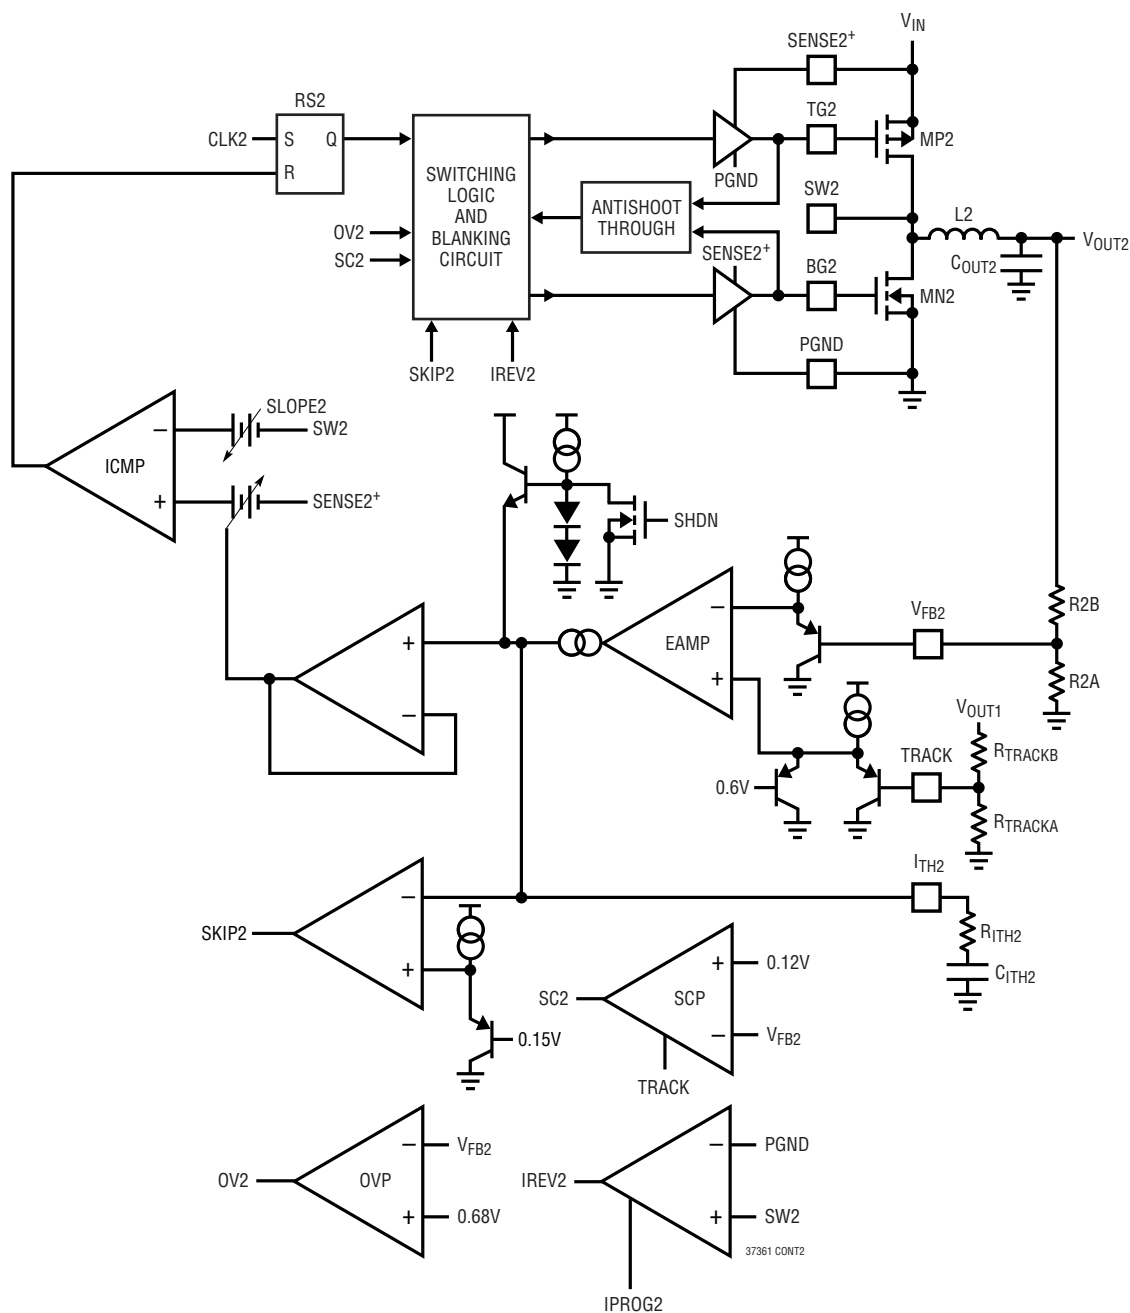 VIN
SENSE2+
RS2
TG2
CLK2
S
Q
R
MP2
SWITCHING
LOGIC
AND
BLANKING
CIRCUIT
PGND
ANTISHOOT
THROUGH
SW2
L2
VOUT2
OV2
SC2
SENSE2+
BG2
COUT2
MN2
PGND
SKIP2
IREV2
SLOPE2
–
SW2
ICMP
+
SENSE2+
SHDN
–
EAMP
+
VFB2
R2B
R2A
+
–
VOUT1
RTRACKB
TRACK
0.6V
RTRACKA
ITH2
–
SKIP2
+
RITH2
CITH2
0.15V
+
0.12V
SC2
SCP
–
VFB2
TRACK
–
VFB2
OV2
OVP
+
0.68V
–
PGND
IREV2
+
SW2
37361 CONT2
IPROG2